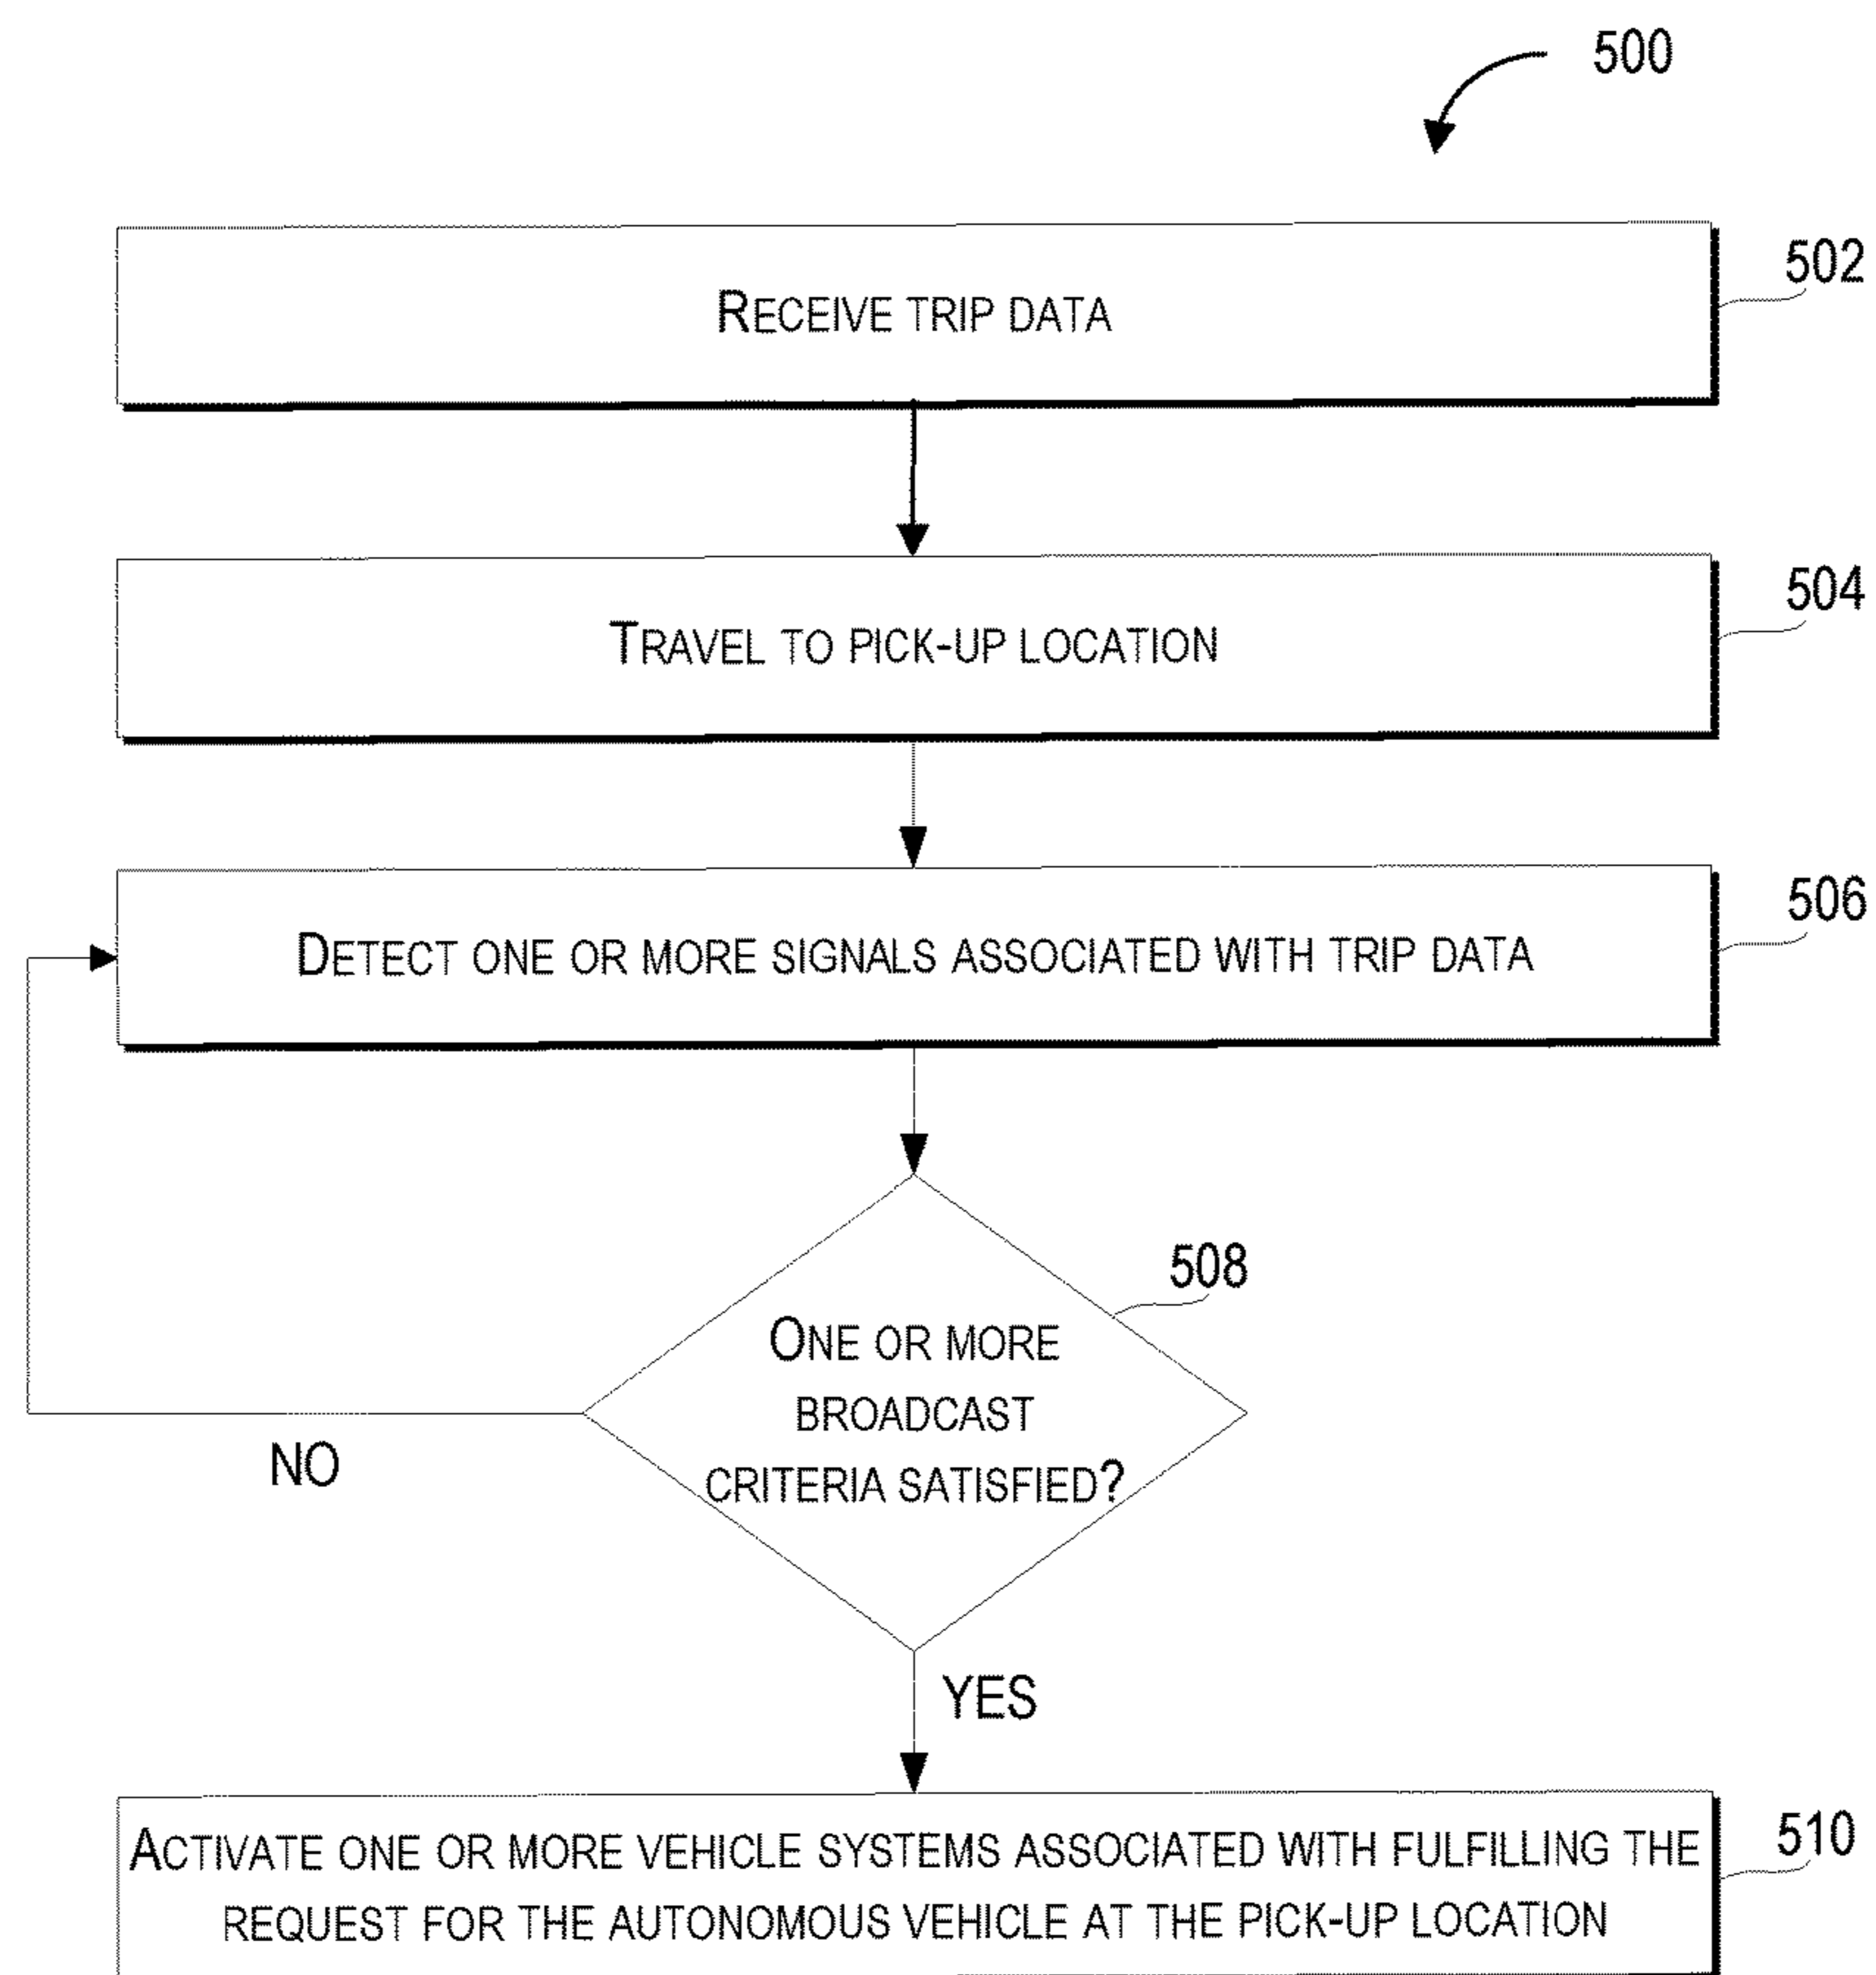 500
RECEIVE TRIP DATA
502
TRAVEL TO PICK-UP LOCATION
504
DETECT ONE OR MORE SIGNALS ASSOCIATED WITH TRIP DATA
506
ONE OR MORE
BROADCAST
CRITERIA SATISFIED?
508
NO
YES
ACTIVATE ONE OR MORE VEHICLE SYSTEMS ASSOCIATED WITH FULFILLING THE
REQUEST FOR THE AUTONOMOUS VEHICLE AT THE PICK-UP LOCATION
510